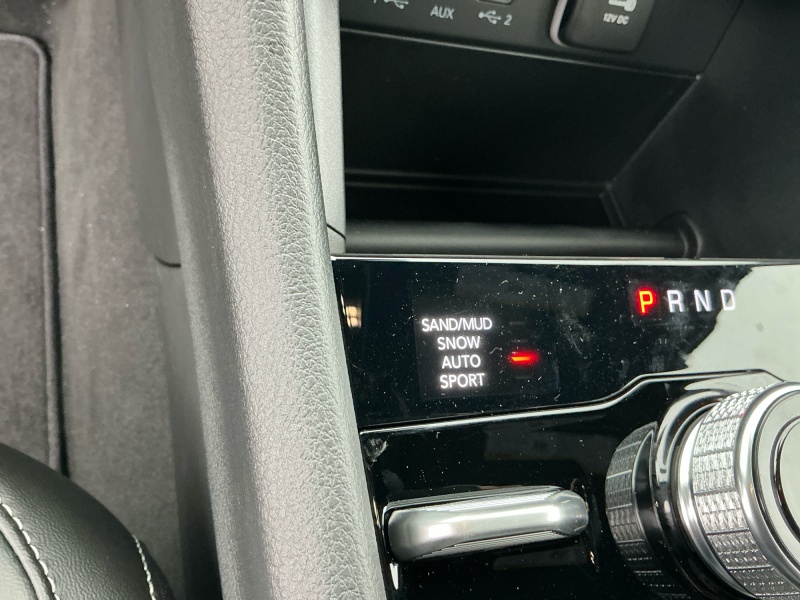 AUX 2
12V DC
P R N D
SAND/MUD
SNOW
AUTO
SPORT